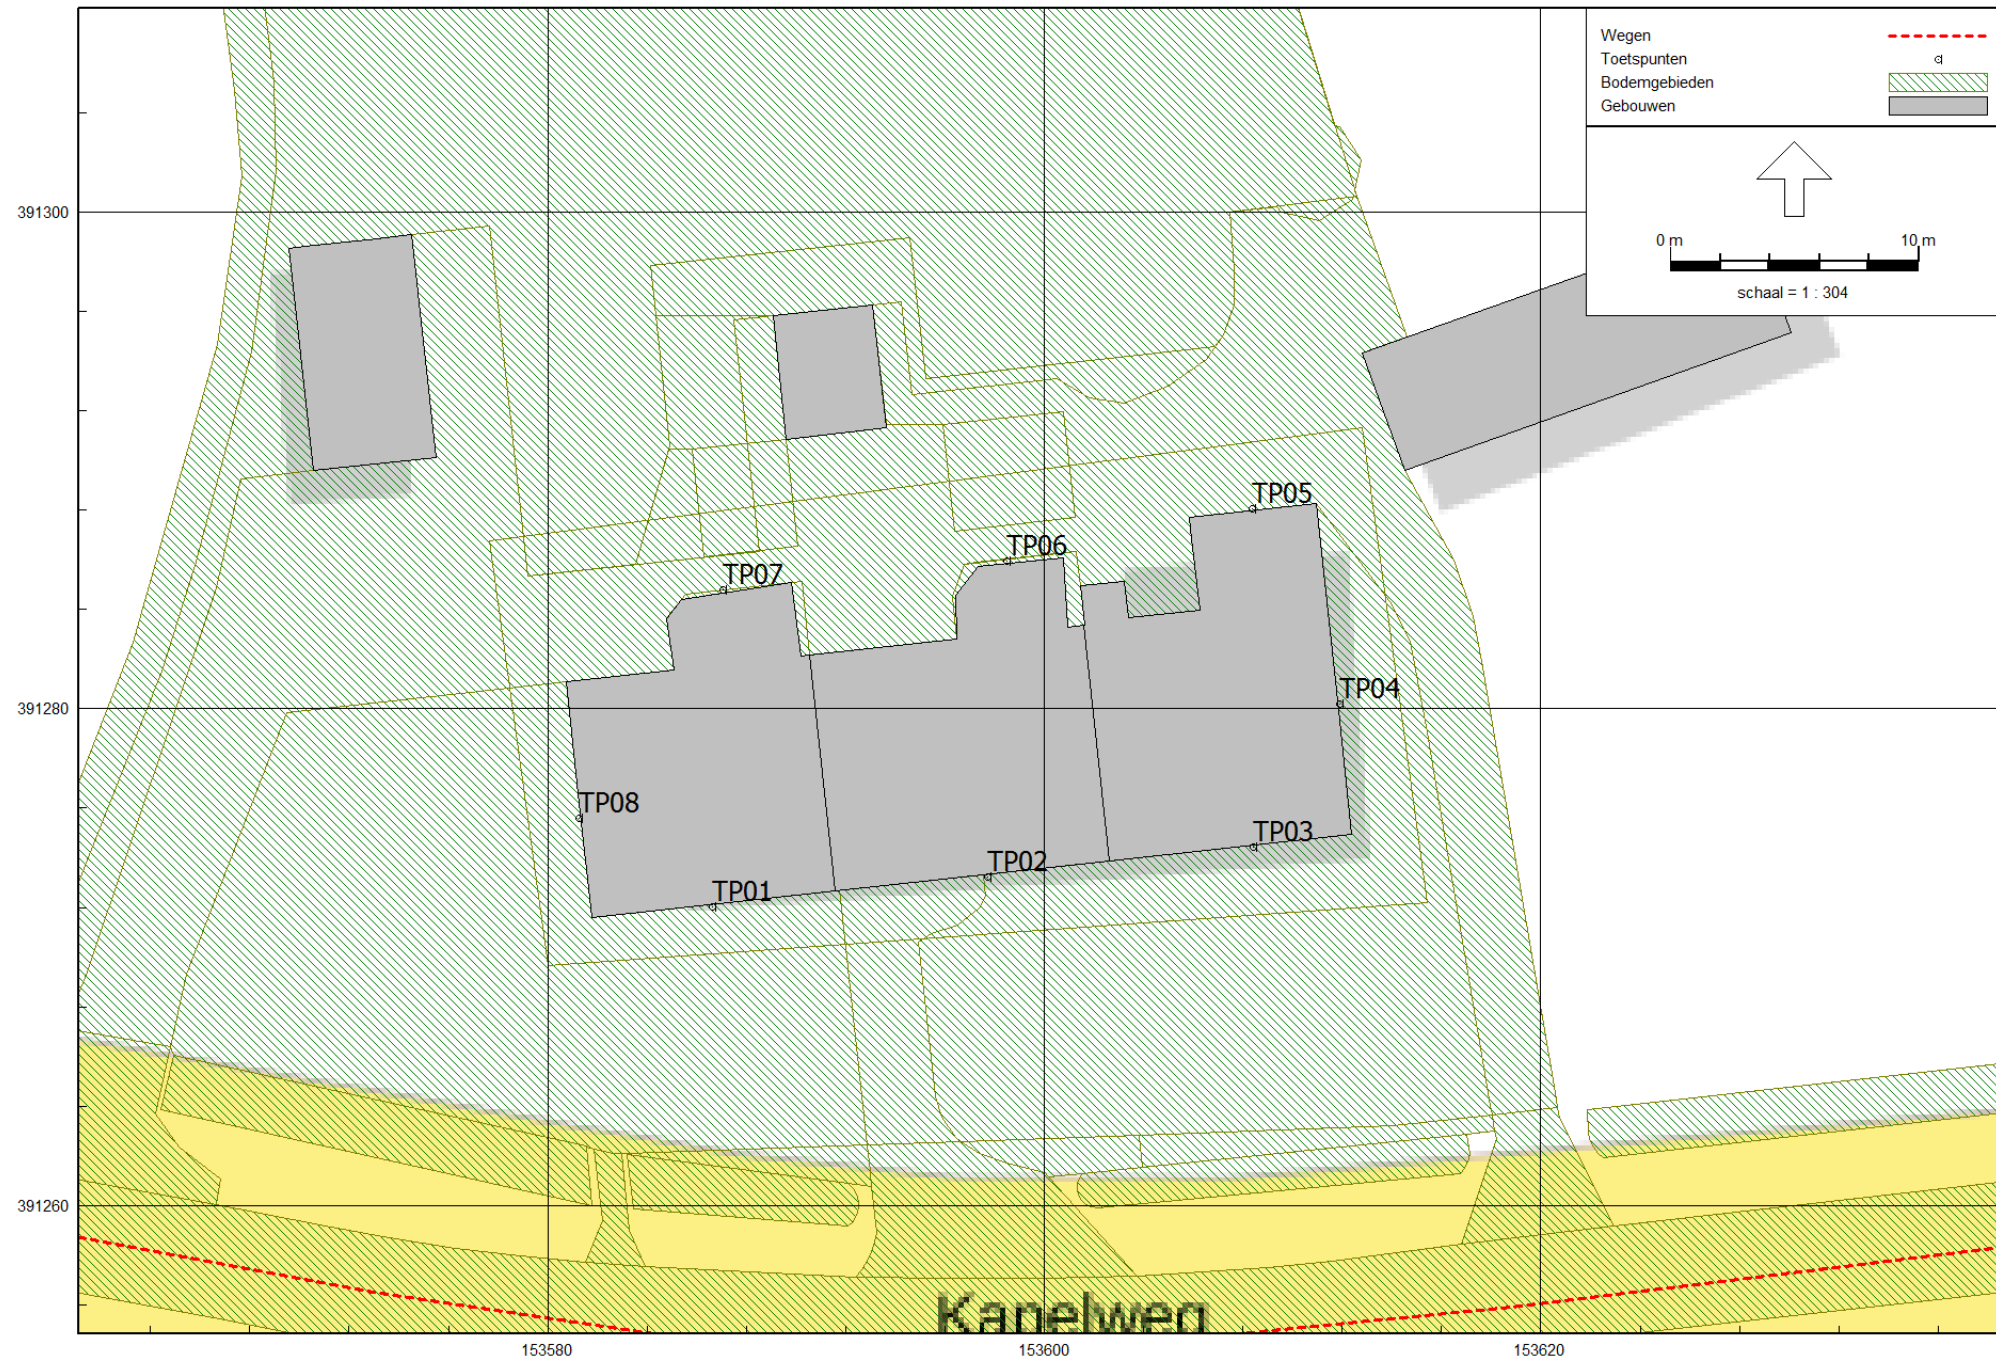 Wegen
Toetspunten
Bodemgebieden
Gebouwen
0 m 10 m
schaal = 1 : 304
391300
TP05
TP06
TP07
391280
TP04
TP08
TP03
TP02
TP01
391260
Kapelweg
153580 153600 153620